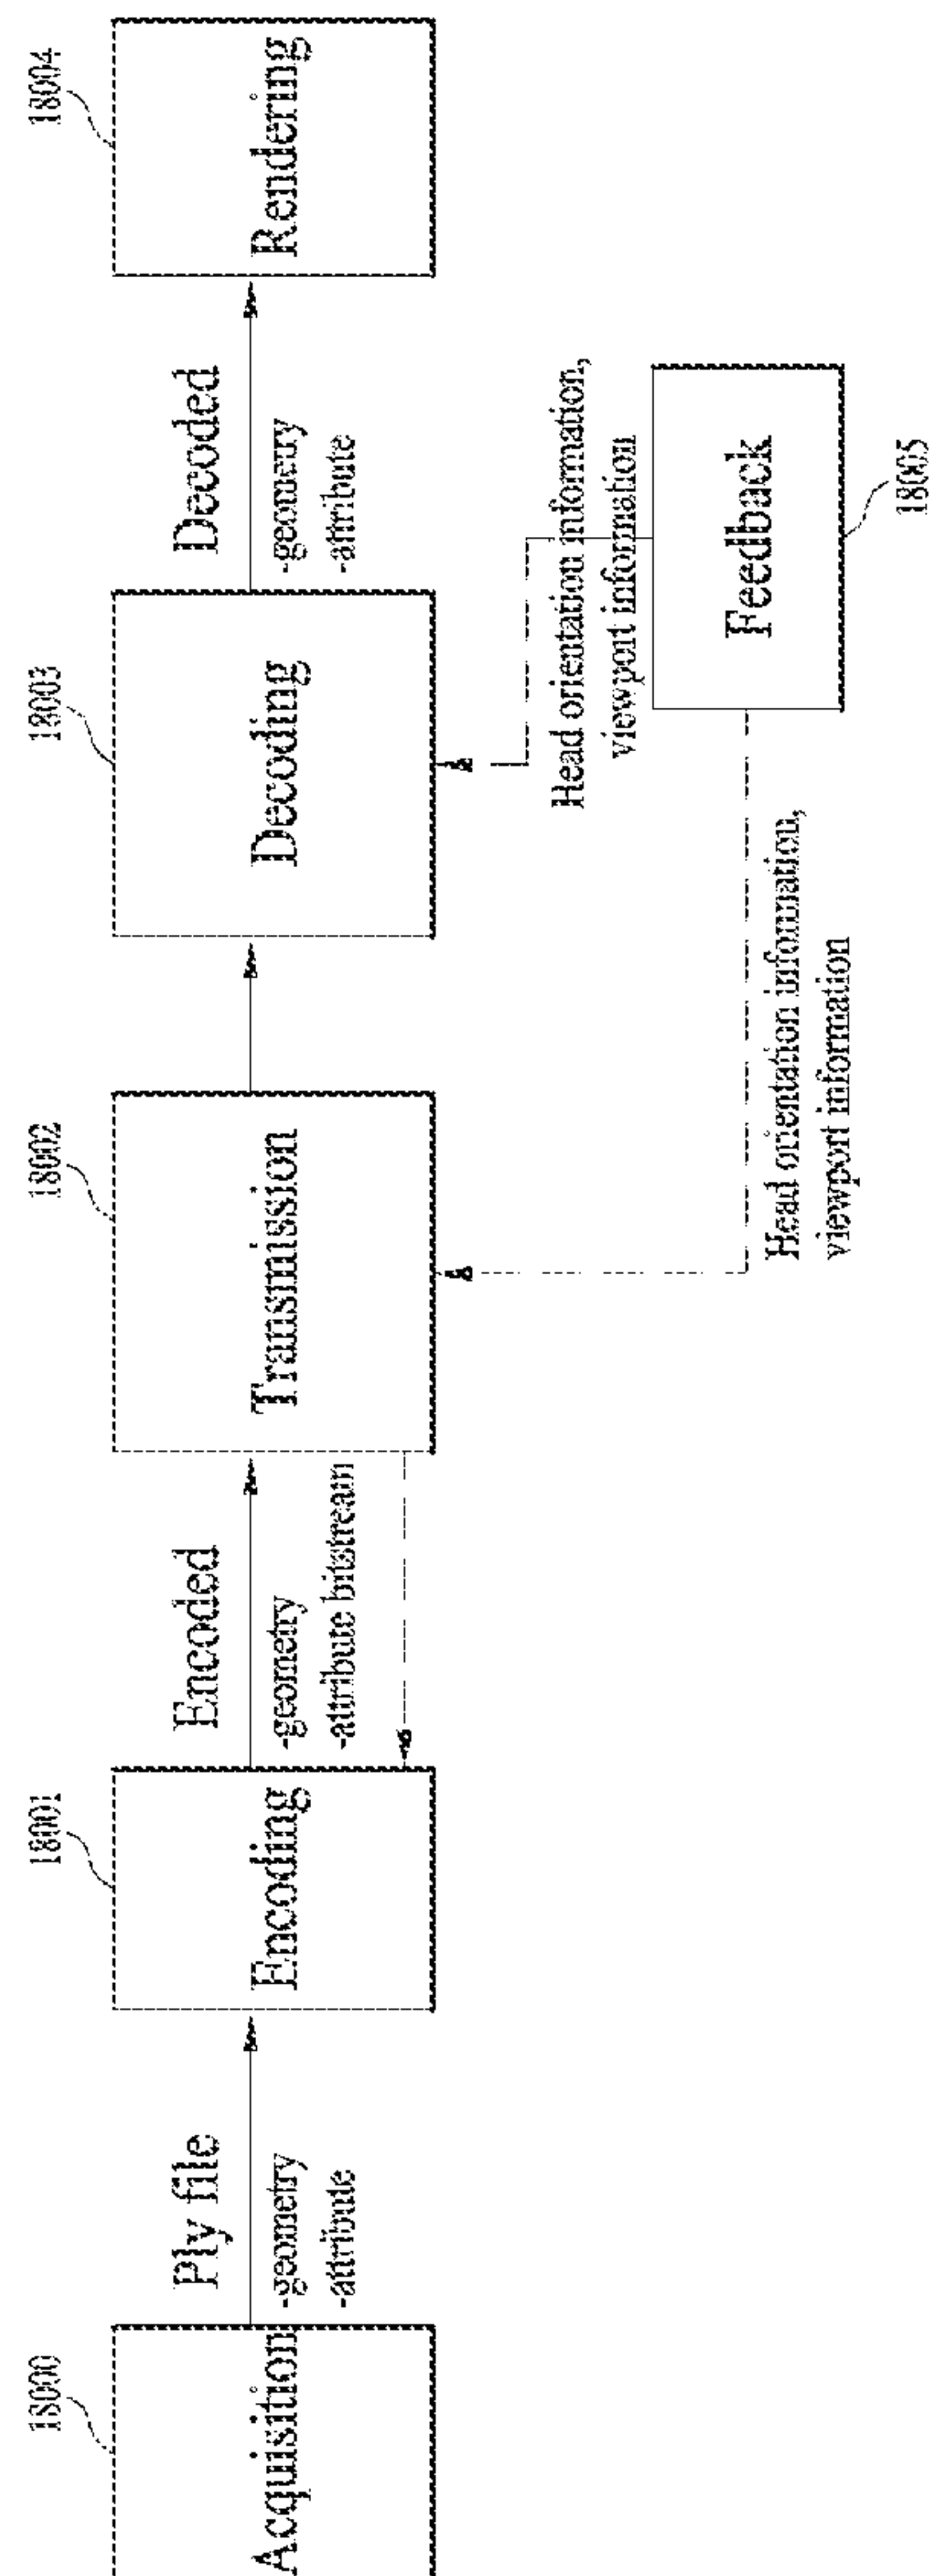 18000
Acquisition
Ply file
-geometry
-attribute
18001
Encoding
Encoded
-geometry
-attribute bitstream
18002
Transmission
18003
Decoding
Decoded
-geometry
-attribute
18004
Rendering
Head orientation information,
viewport information
Head orientation information,
viewport information
Feedback
18005